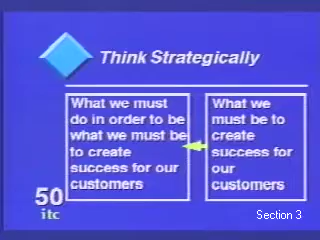 Think Strategically
What we must
do in order to be
what we must be
to create
success for our
customers
What we
must be to
create
success for
our
customers
50
itc
Section 3